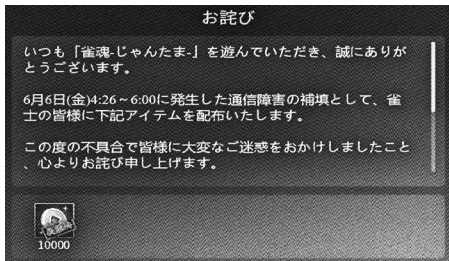 お詫び
いつも『雀魂-じゃんたま-』を遊んでいただき、誠にありが
とうございます。
6月6日(金)4:26～6:00に発生した通信障害の補填として、雀
士の皆様に下記アイテムを配布いたします。
この度の不具合で皆様に大変なご迷惑をおかけしましたこと
、心よりお詫び申し上げます。
10000